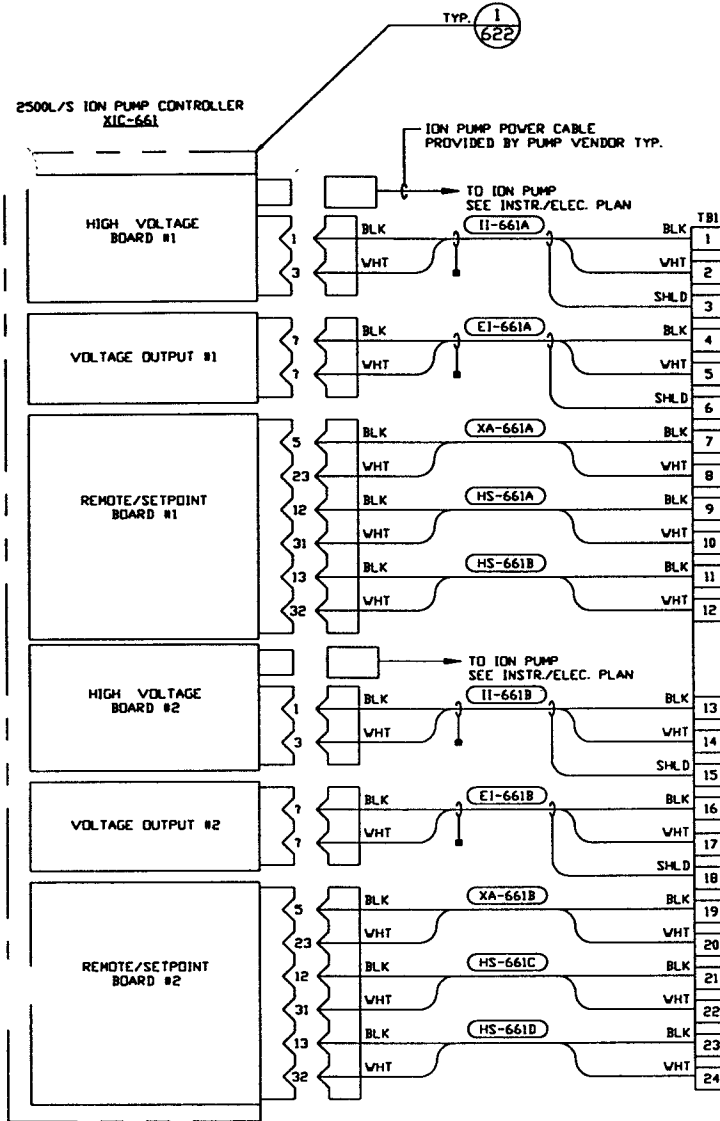 TYP. 1
622
2500L/S ION PUMP CONTROLLER
XIC-661
ION PUMP POWER CABLE
PROVIDED BY PUMP VENDOR TYP.
TO ION PUMP
SEE INSTR./ELEC. PLAN
TB1
HIGH VOLTAGE
BOARD #1
1 BLK II-661A BLK 1
3 WHT WHT 2
SHLD 3
VOLTAGE OUTPUT #1
? BLK EI-661A BLK 4
? WHT WHT 5
SHLD 6
REMOTE/SETPOINT
BOARD #1
5 BLK XA-661A BLK 7
23 WHT WHT 8
12 BLK HS-661A BLK 9
31 WHT WHT 10
13 BLK HS-661B BLK 11
32 WHT WHT 12
TO ION PUMP
SEE INSTR./ELEC. PLAN
HIGH VOLTAGE
BOARD #2
1 BLK II-661B BLK 13
3 WHT WHT 14
SHLD 15
VOLTAGE OUTPUT #2
? BLK EI-661B BLK 16
? WHT WHT 17
SHLD 18
REMOTE/SETPOINT
BOARD #2
5 BLK XA-661B BLK 19
23 WHT WHT 20
12 BLK HS-661C BLK 21
31 WHT WHT 22
13 BLK HS-661D BLK 23
32 WHT WHT 24